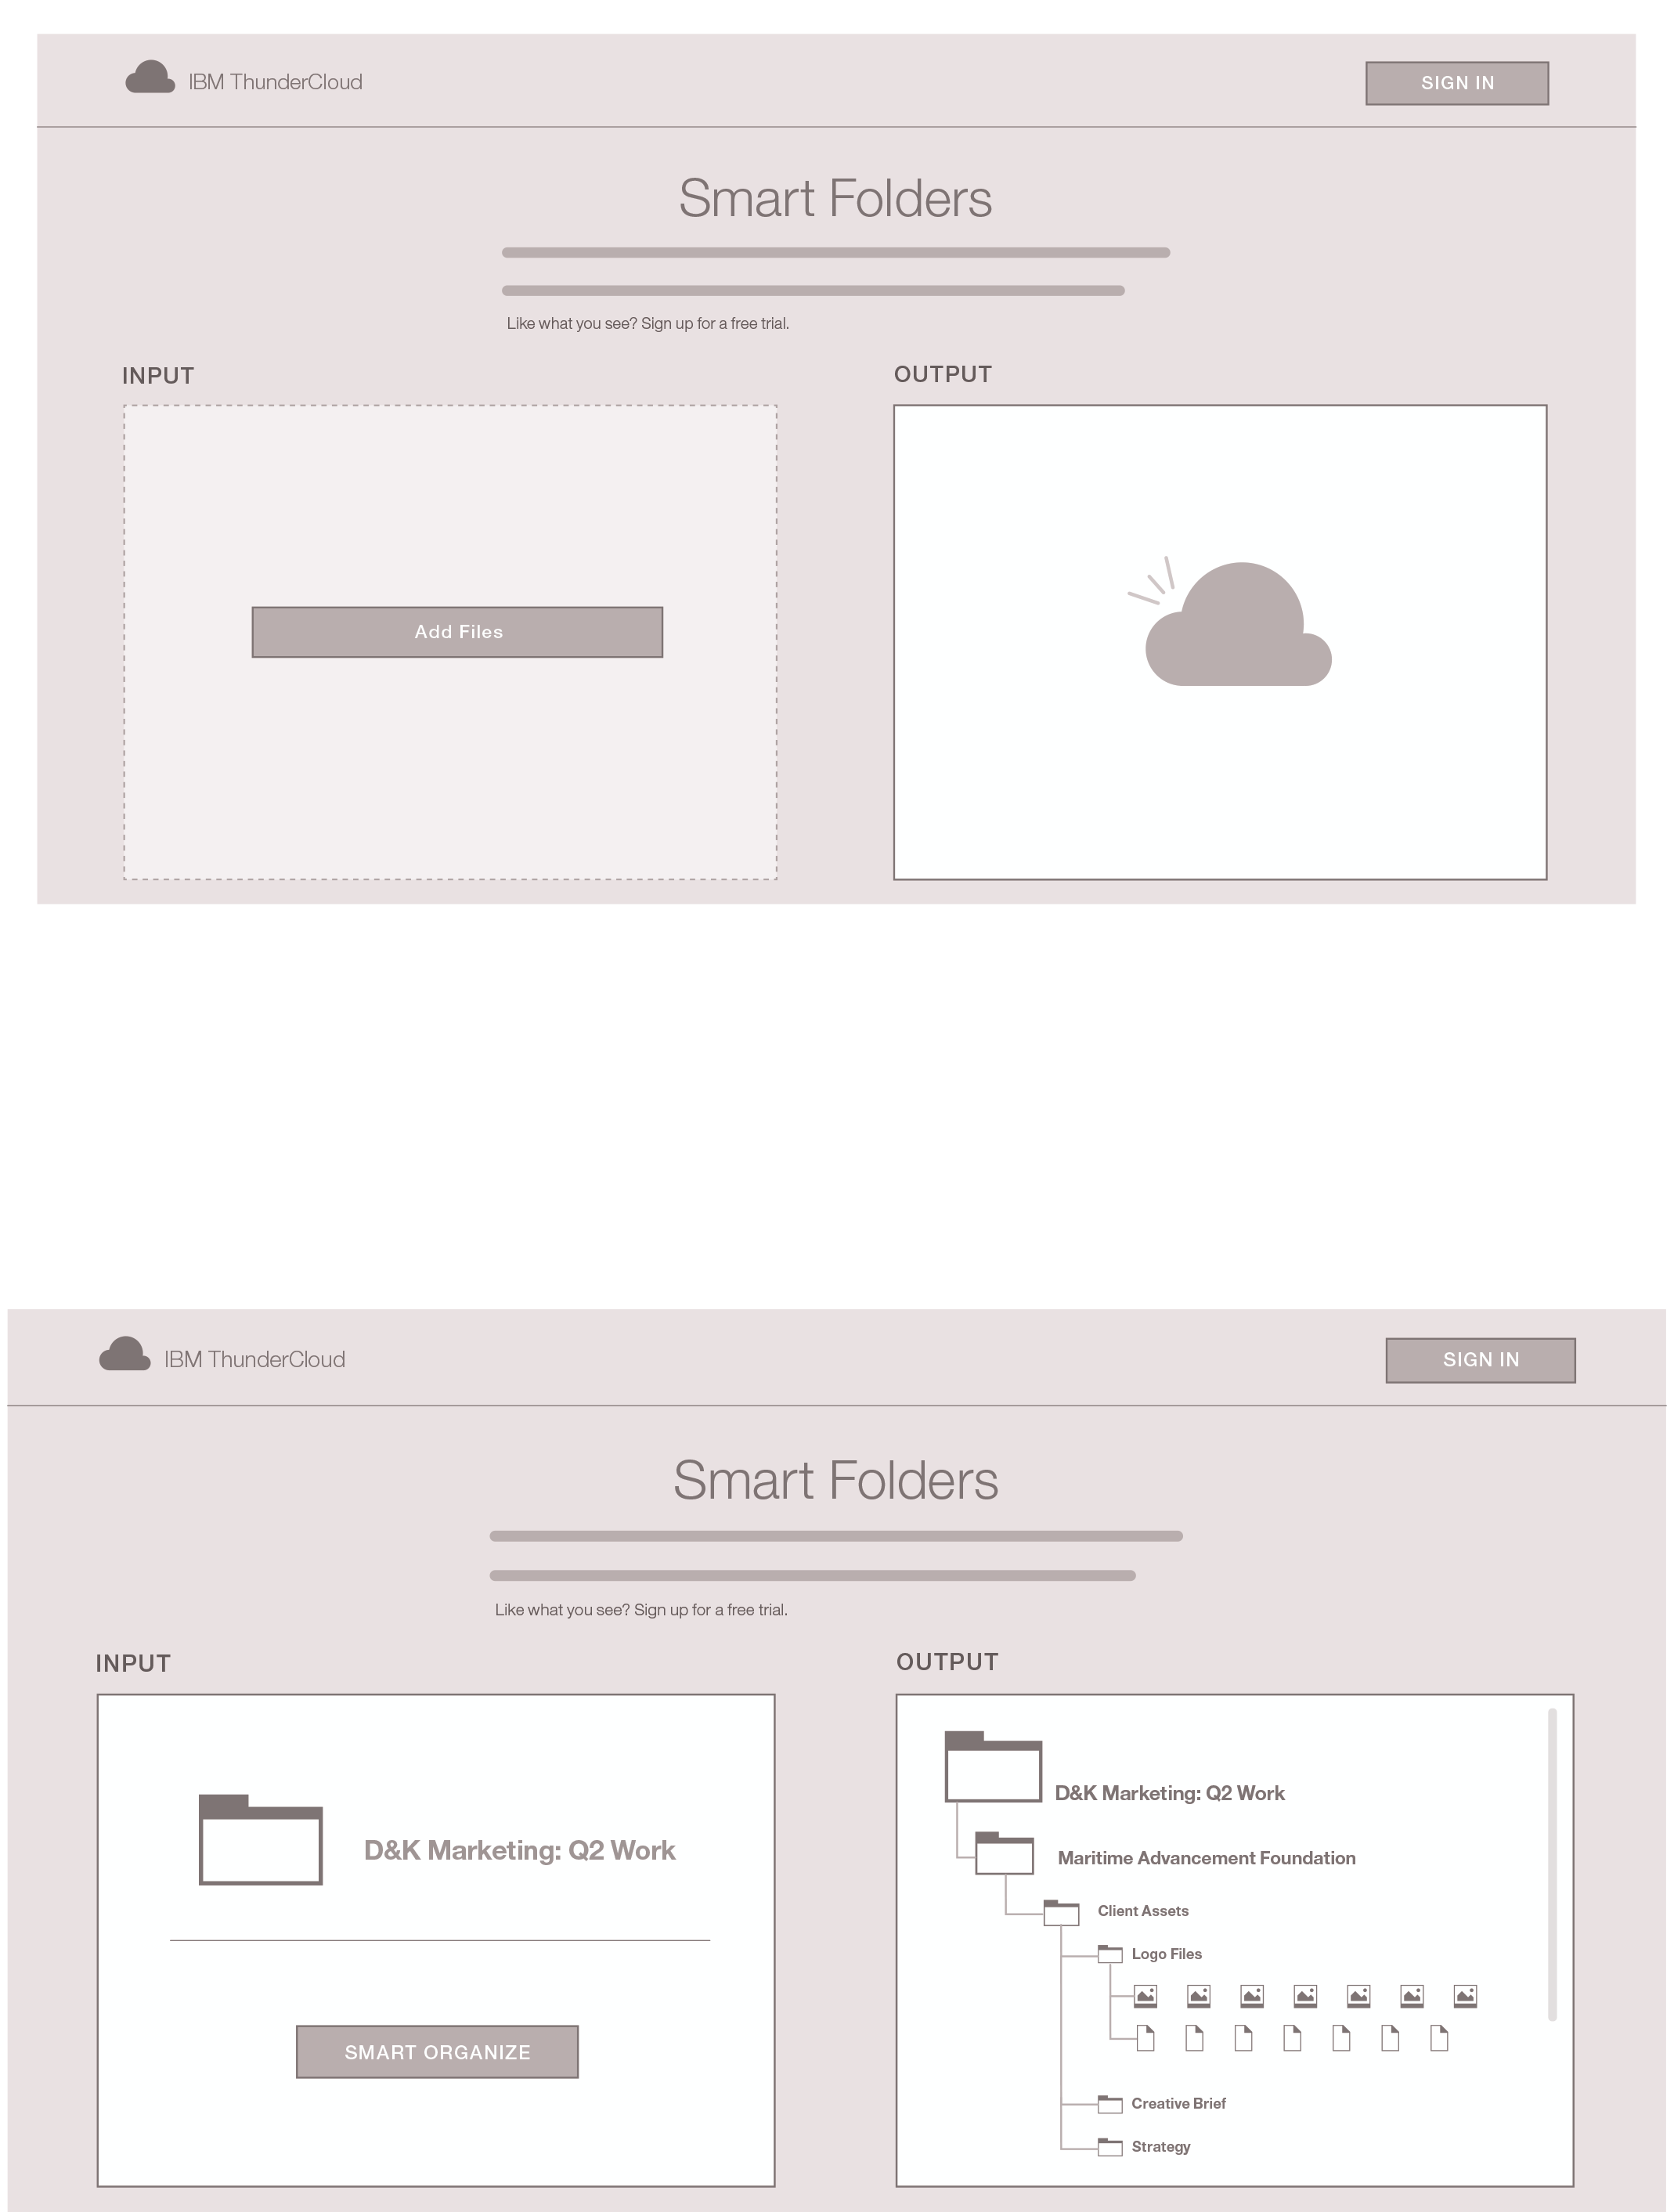 IBM ThunderCloud
SIGN IN
Smart Folders
Like what you see? Sign up for a free trial.
INPUT
OUTPUT
Add Files
IBM ThunderCloud
SIGN IN
Smart Folders
Like what you see? Sign up for a free trial.
INPUT
OUTPUT
D&K Marketing: Q2 Work
SMART ORGANIZE
D&K Marketing: Q2 Work
Maritime Advancement Foundation
Client Assets
Logo Files
Creative Brief
Strategy